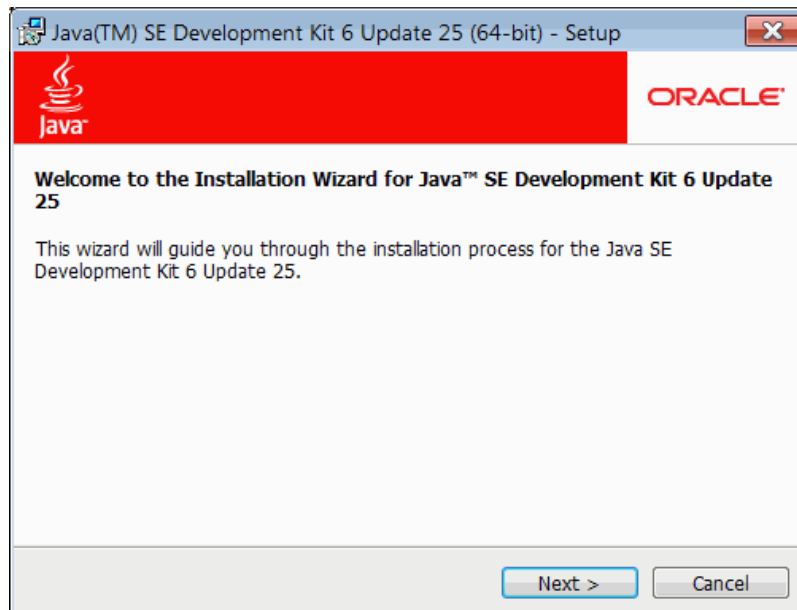 Java(TM) SE Development Kit 6 Update 25 (64-bit) - Setup
Java™
ORACLE®
Welcome to the Installation Wizard for Java™ SE Development Kit 6 Update
25
This wizard will guide you through the installation process for the Java SE
Development Kit 6 Update 25.
Next >
Cancel